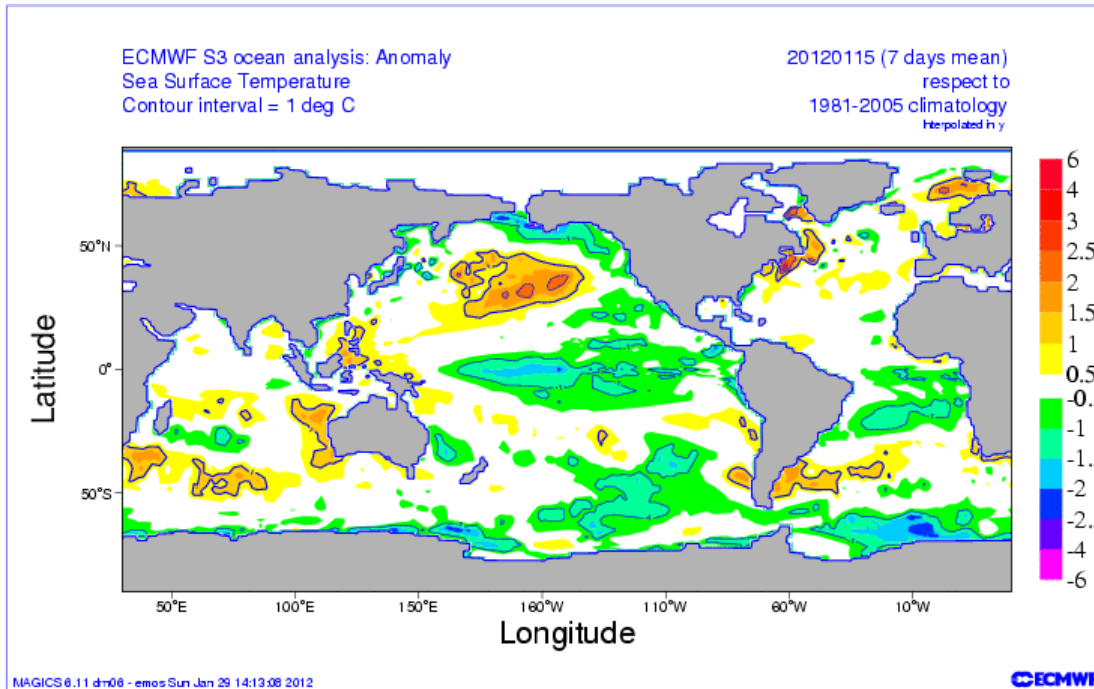 ECMWF S3 ocean analysis: Anomaly
Sea Surface Temperature
Contour interval = 1 deg C
20120115 (7 days mean)
respect to
1981-2005 climatology
Interpolated in y
6
4
3
2.5
2
1.5
1
0.5
-0.
-1
-1.
-2
-2.
-4
-6
Latitude
50°N
0°
50°S
50°E
100°E
150°E
160°W
110°W
60°W
10°W
Longitude
MAGICS 6.11 dm06 - emos Sun Jan 29 14:13:08 2012
ECMWF